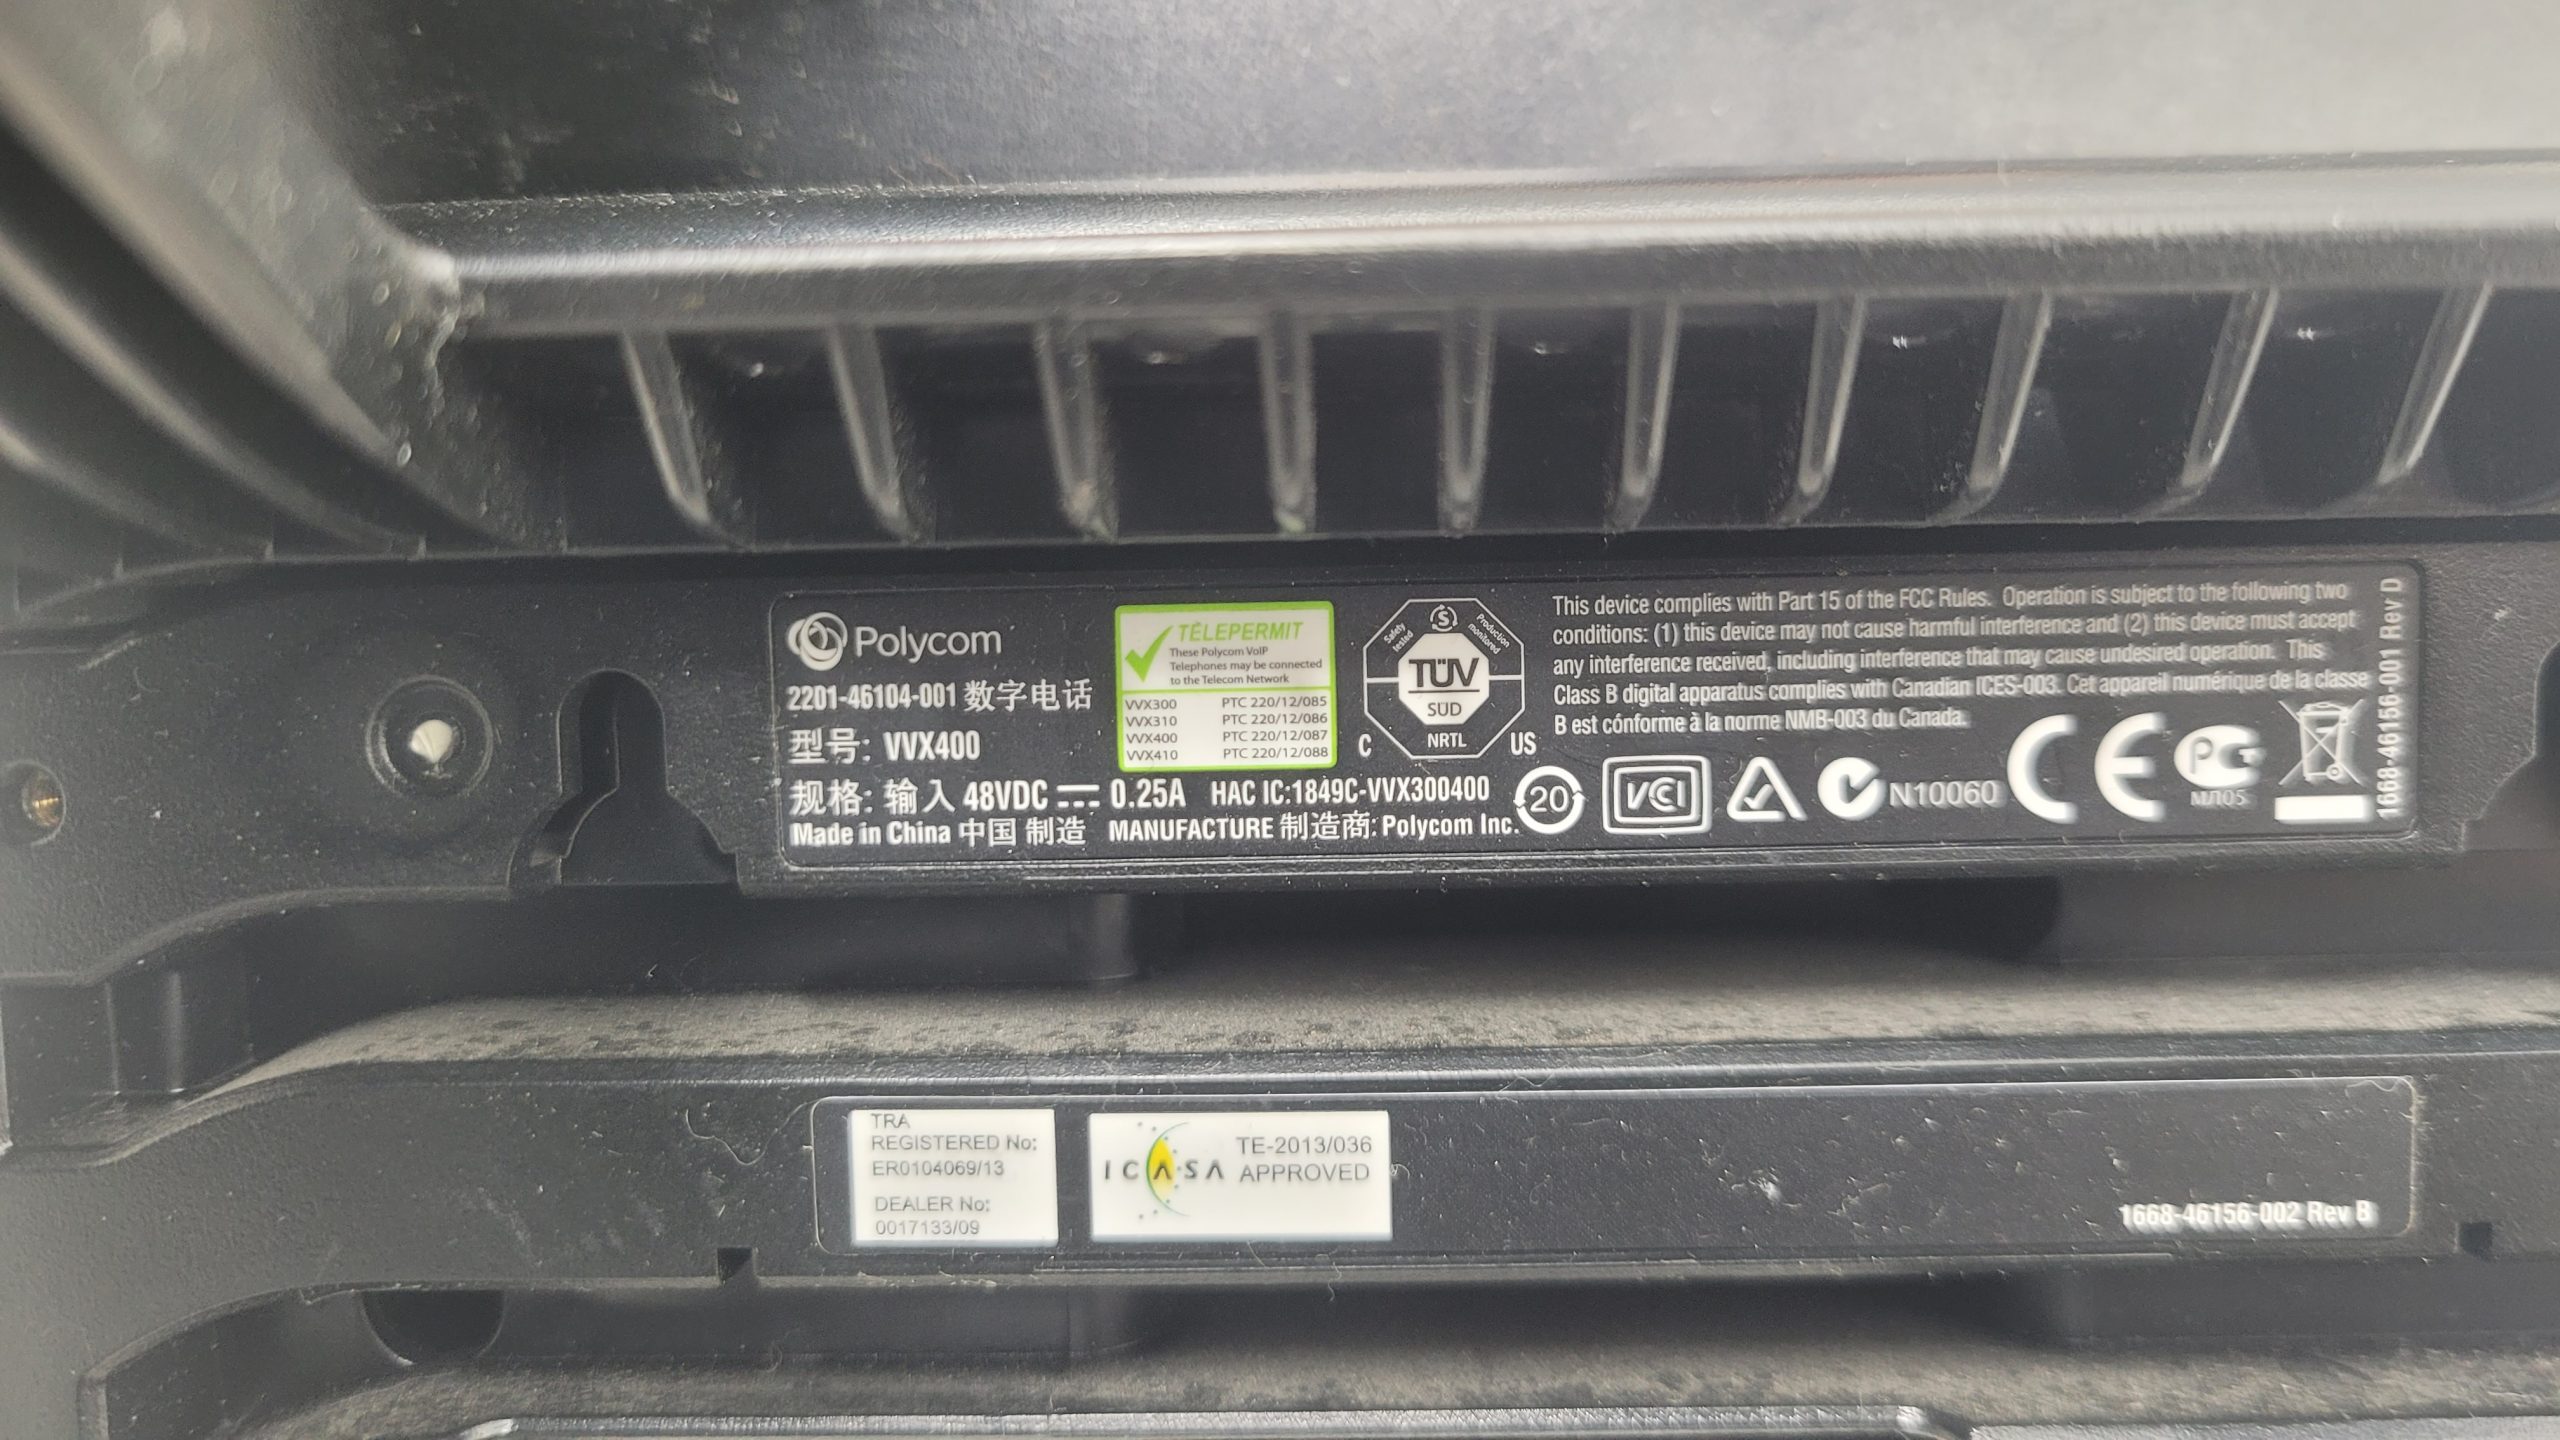 Polycom
2201-46104-001 数字电话
型号: VVX400
规格: 输入 48VDC 0.25A HAC IC:1849C-VVX300400
Made in China 中国 制造 MANUFACTURE 制造商: Polycom Inc.
TELEPERMIT
These Polycom VoIP
Telephones may be connected
to the Telecom Network
VVX300 PTC 220/12/085
VVX310 PTC 220/12/086
VVX400 PTC 220/12/087
VVX410 PTC 220/12/088
Safety tested
S
Production monitored
TÜV
SÜD
NRTL
C US
This device complies with Part 15 of the FCC Rules. Operation is subject to the following two
conditions: (1) this device may not cause harmful interference and (2) this device must accept
any interference received, including interference that may cause undesired operation. This
Class B digital apparatus complies with Canadian ICES-003. Cet appareil numérique de la classe
B est cónforme à la norme NMB-003 du Canada.
20
VCI
N10060
CE
МЛ05
1668-46156-001 Rev D
TRA
REGISTERED No:
ER0104069/13
DEALER No:
0017133/09
ICASA
TE-2013/036
APPROVED
1668-46156-002 Rev B